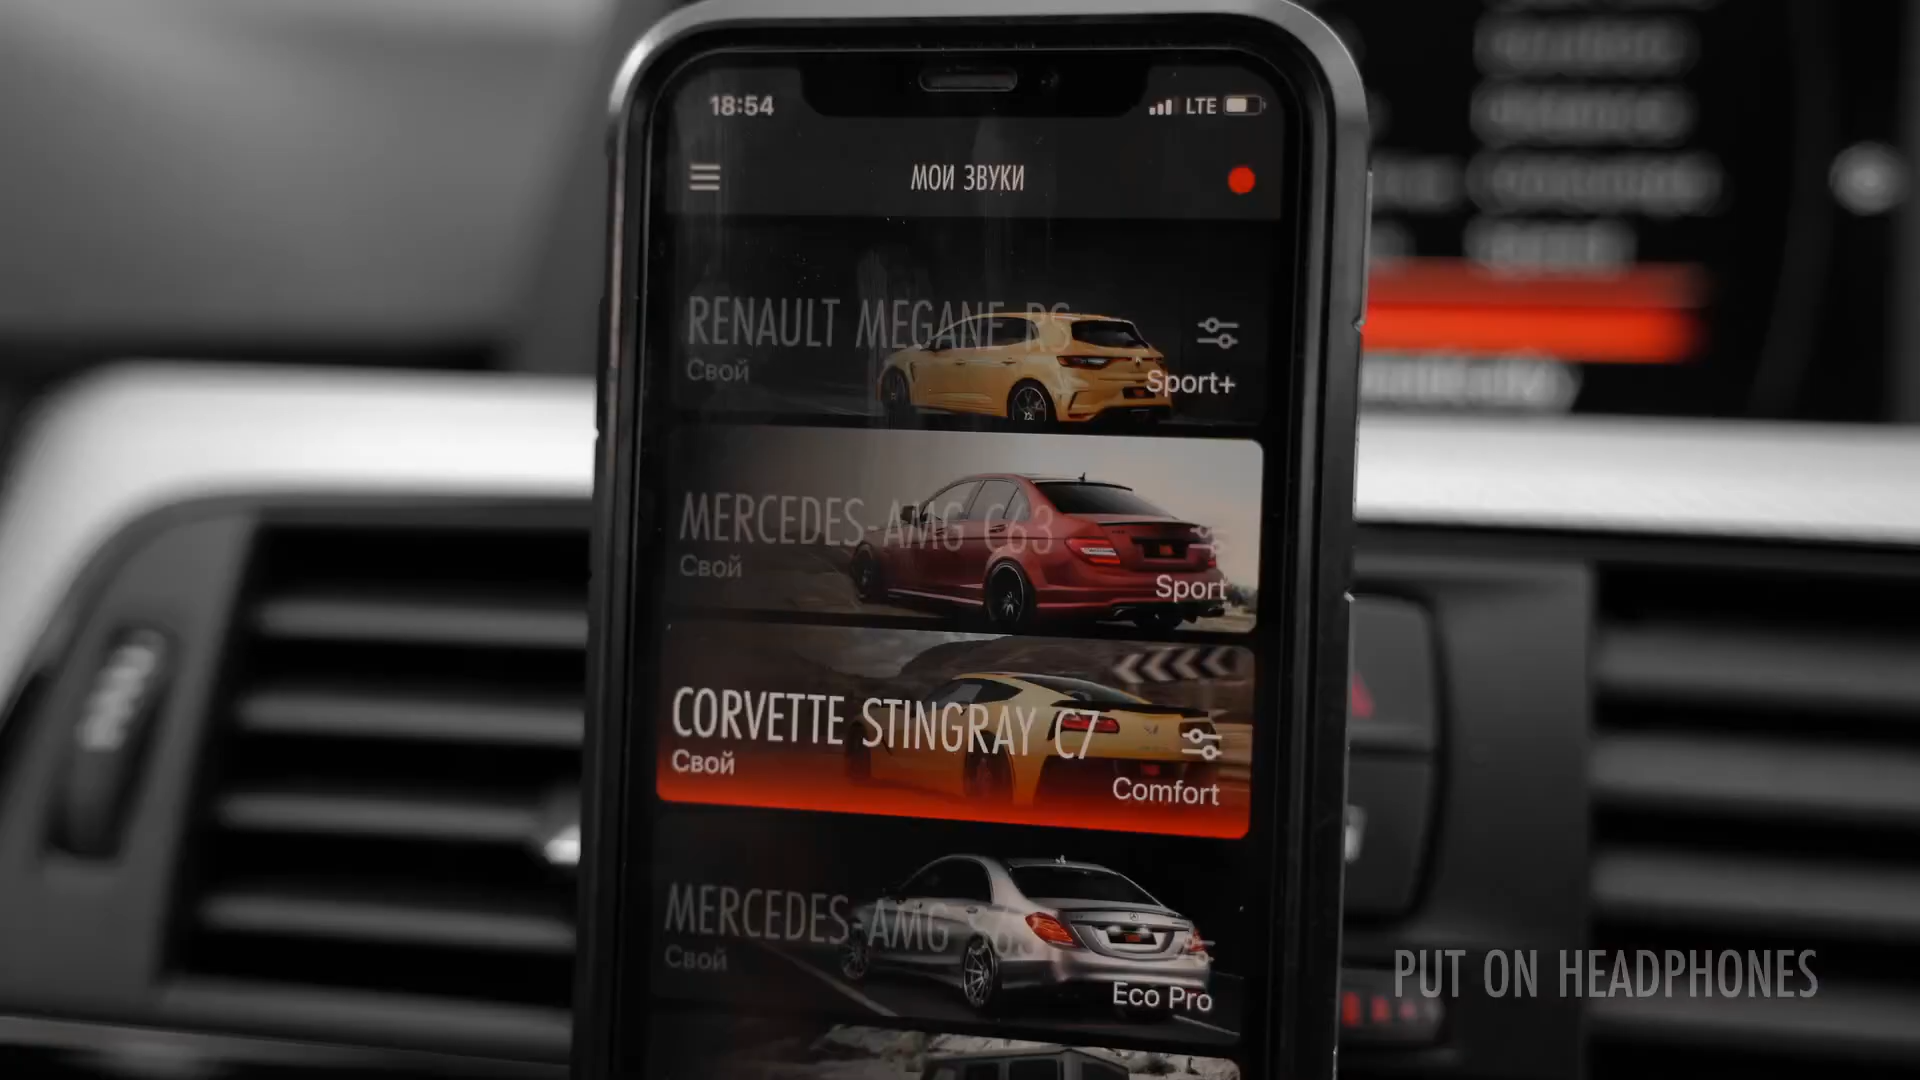 18:54
LTE
МОИ ЗВУКИ
RENAULT MEGANE RS
Свой
Sport+
MERCEDES-AMG C63
Свой
Sport
CORVETTE STINGRAY C7
Свой
Comfort
MERCEDES-AMG S63
Свой
Eco Pro
PUT ON HEADPHONES